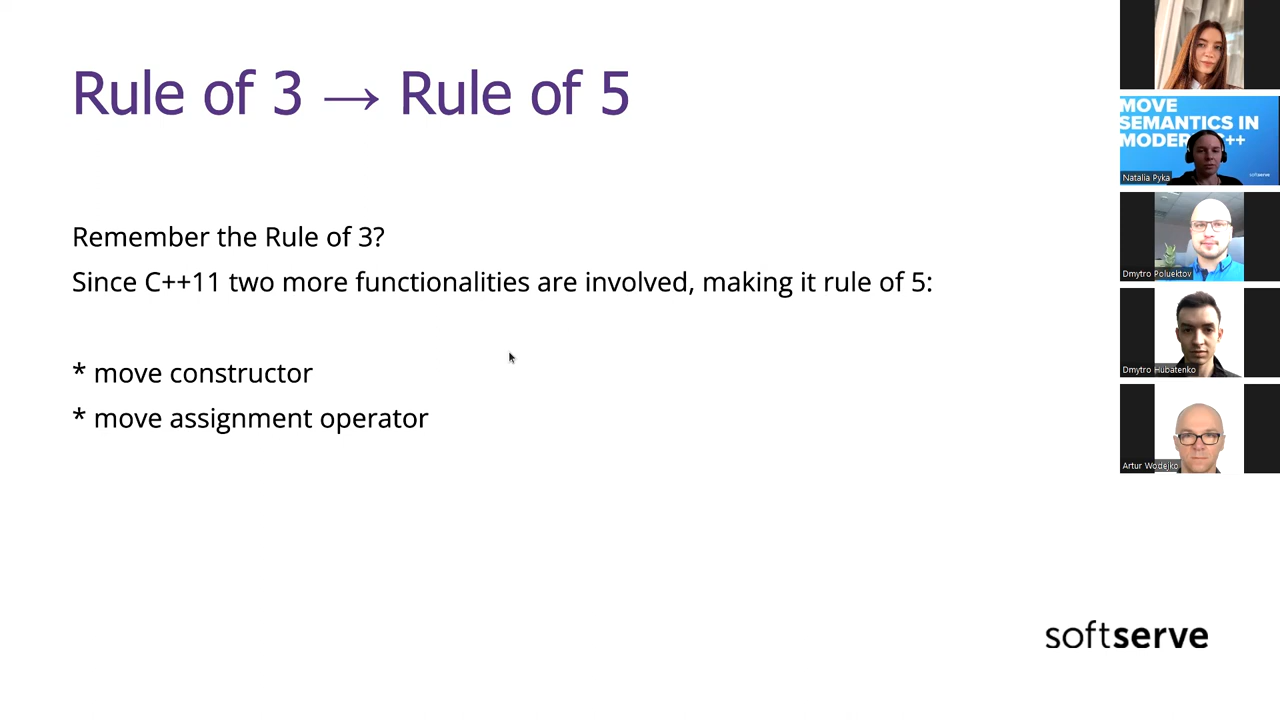 Rule of 3 → Rule of 5
Remember the Rule of 3?
Since C++11 two more functionalities are involved, making it rule of 5:
* move constructor
* move assignment operator
softserve
MOVE
SEMANTICS IN
MODER C++
softserve
Natalia Pyka
Dmytro Poluektov
Dmytro Hubatenko
Artur Wodejko